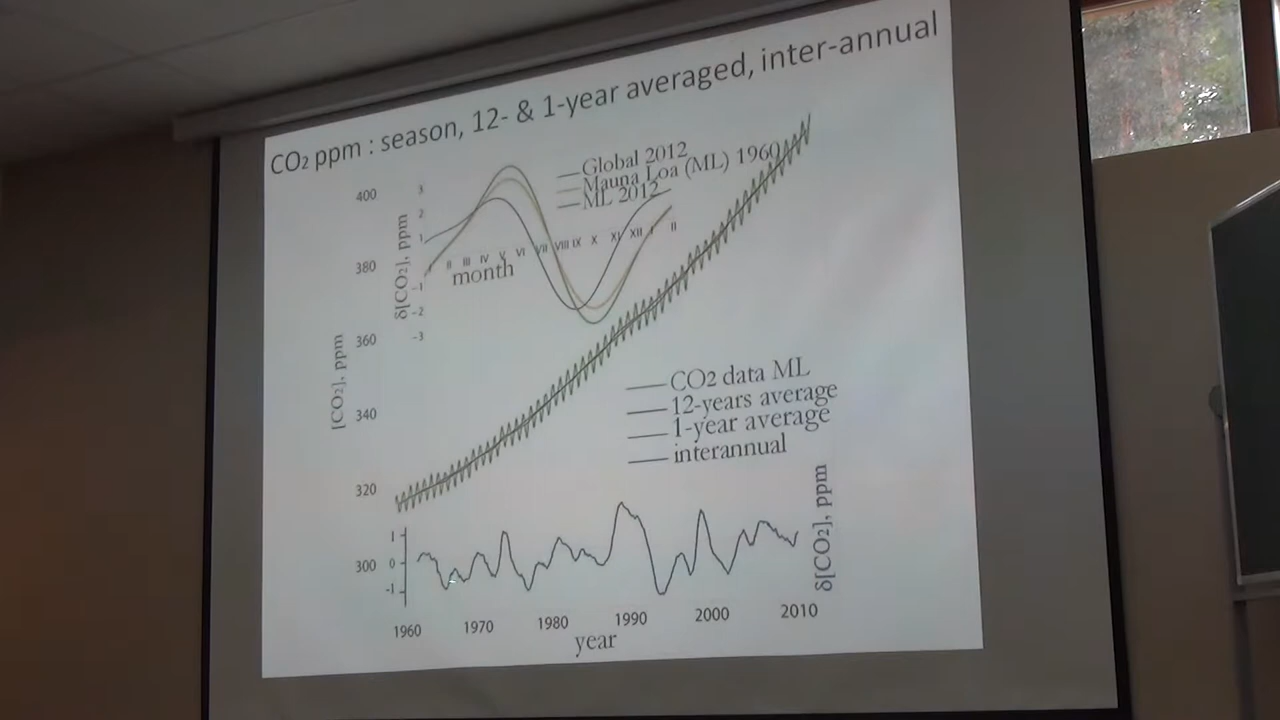 CO2 ppm : season, 12- & 1-year averaged, inter-annual
Global 2012
Mauna Loa (ML) 1960
ML 2012
400
380
360
340
320
300
[CO2], ppm
3
2
1
-1
-2
-3
δ[CO2], ppm
I II III IV V VI VII VIII IX X XI XII I II
month
CO2 data ML
12-years average
1-year average
interannual
1
0
-1
δ[CO2], ppm
1960 1970 1980 1990 2000 2010
year